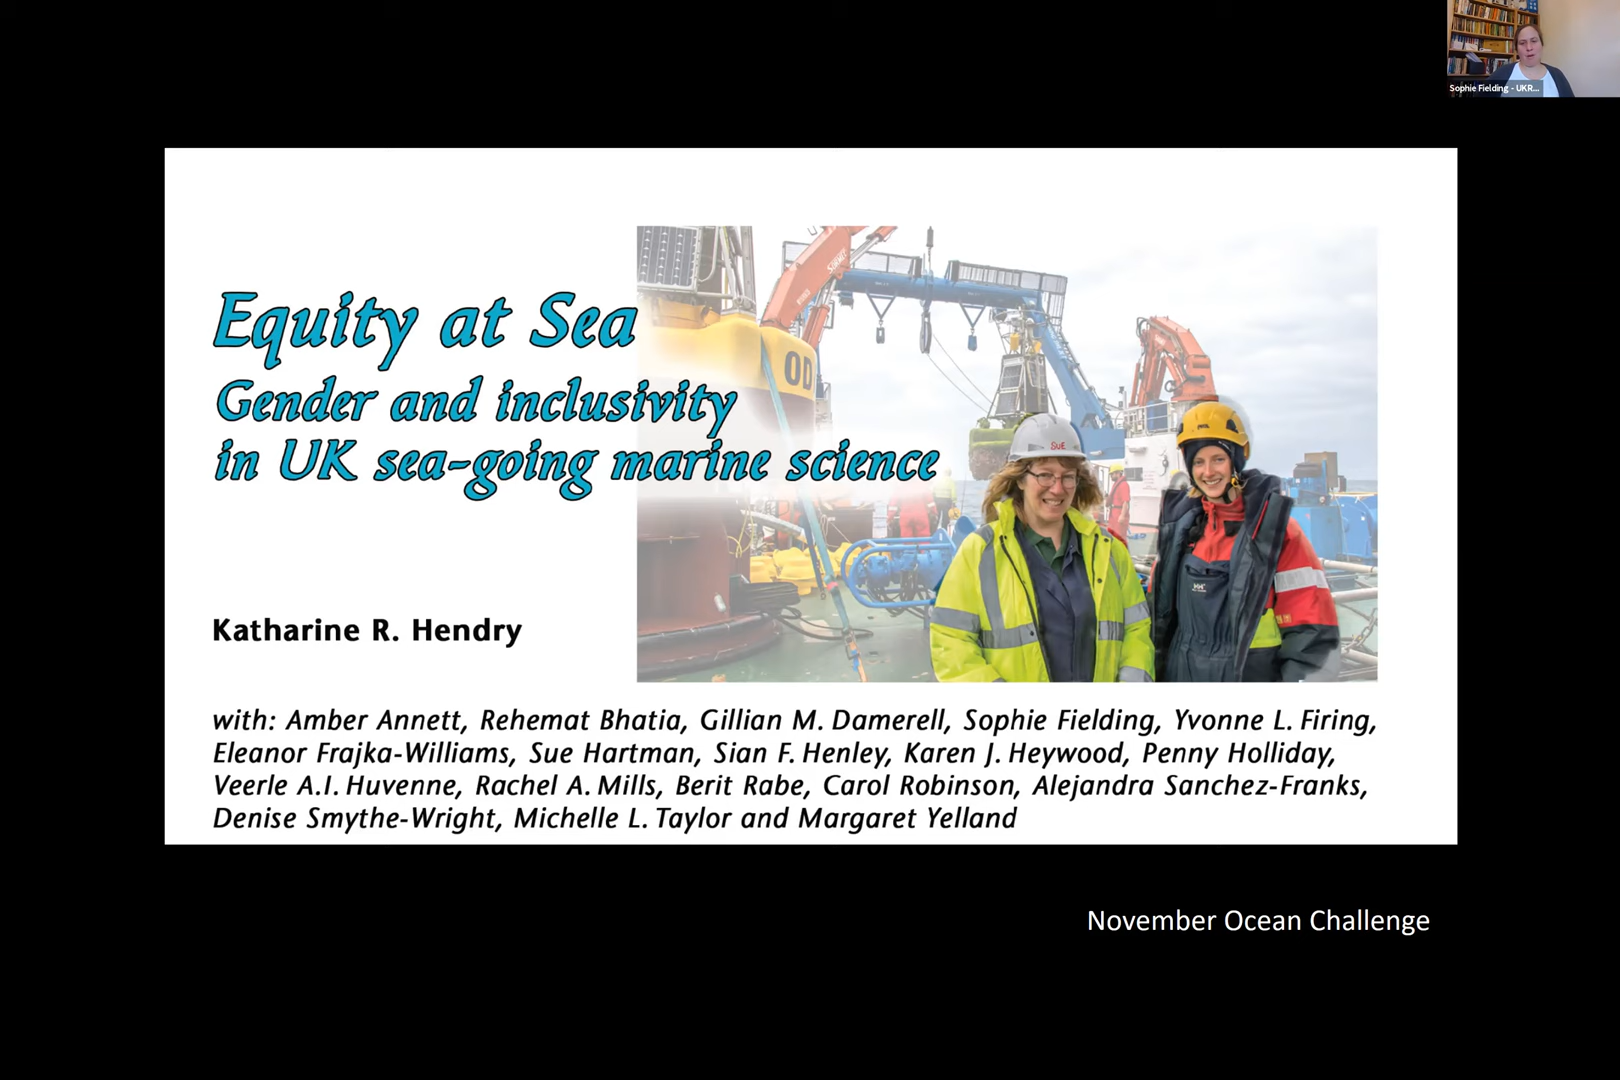 Sophie Fielding - UKR...
Equity at Sea
Gender and inclusivity
in UK sea-going marine science
OD
SUE
Katharine R. Hendry
with: Amber Annett, Rehemat Bhatia, Gillian M. Damerell, Sophie Fielding, Yvonne L. Firing,
Eleanor Frajka-Williams, Sue Hartman, Sian F. Henley, Karen J. Heywood, Penny Holliday,
Veerle A.I. Huvenne, Rachel A. Mills, Berit Rabe, Carol Robinson, Alejandra Sanchez-Franks,
Denise Smythe-Wright, Michelle L. Taylor and Margaret Yelland
November Ocean Challenge